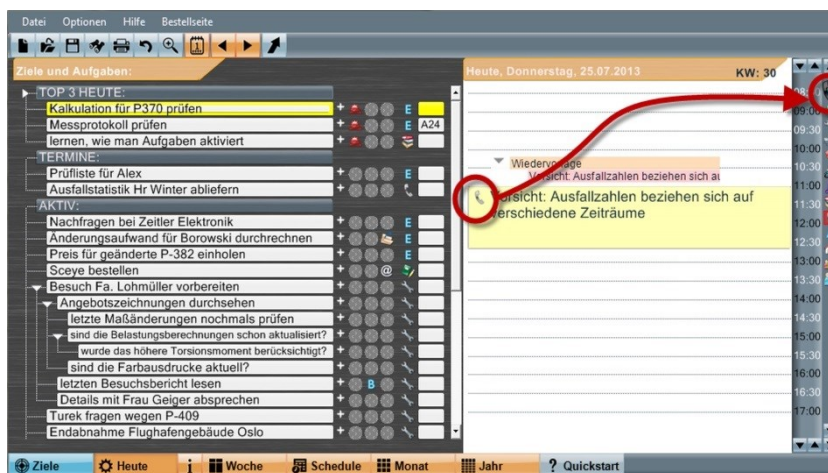 Datei Optionen Hilfe Bestellseite
Ziele und Aufgaben:
TOP 3 HEUTE:
Kalkulation für P370 prüfen + E
Messprotokoll prüfen + E A24
lernen, wie man Aufgaben aktiviert +
TERMINE:
Prüfliste für Alex + E
Ausfallstatistik Hr Winter abliefern +
AKTIV:
Nachfragen bei Zeitler Elektronik + E
Änderungsaufwand für Borowski durchrechnen + E
Preis für geänderte P-382 einholen + E
Sceye bestellen + @
Besuch Fa. Lohmüller vorbereiten +
Angebotszeichnungen durchsehen +
letzte Maßänderungen nochmals prüfen +
sind die Belastungsberechnungen schon aktualisiert? +
wurde das höhere Torsionsmoment berücksichtigt? +
sind die Farbausdrucke aktuell? +
letzten Besuchsbericht lesen + B
Details mit Frau Geiger absprechen +
Turek fragen wegen P-409 +
Endabnahme Flughafengebäude Oslo +
Heute, Donnerstag, 25.07.2013 KW: 30
Wiedervorlage
Vorsicht: Ausfallzahlen beziehen sich au
Vorsicht: Ausfallzahlen beziehen sich auf
verschiedene Zeiträume
09:00
09:30
10:00
10:30
11:00
11:30
12:00
12:30
13:00
13:30
14:00
14:30
15:00
15:30
16:00
16:30
17:00
Ziele Heute i Woche Schedule Monat Jahr ? Quickstart